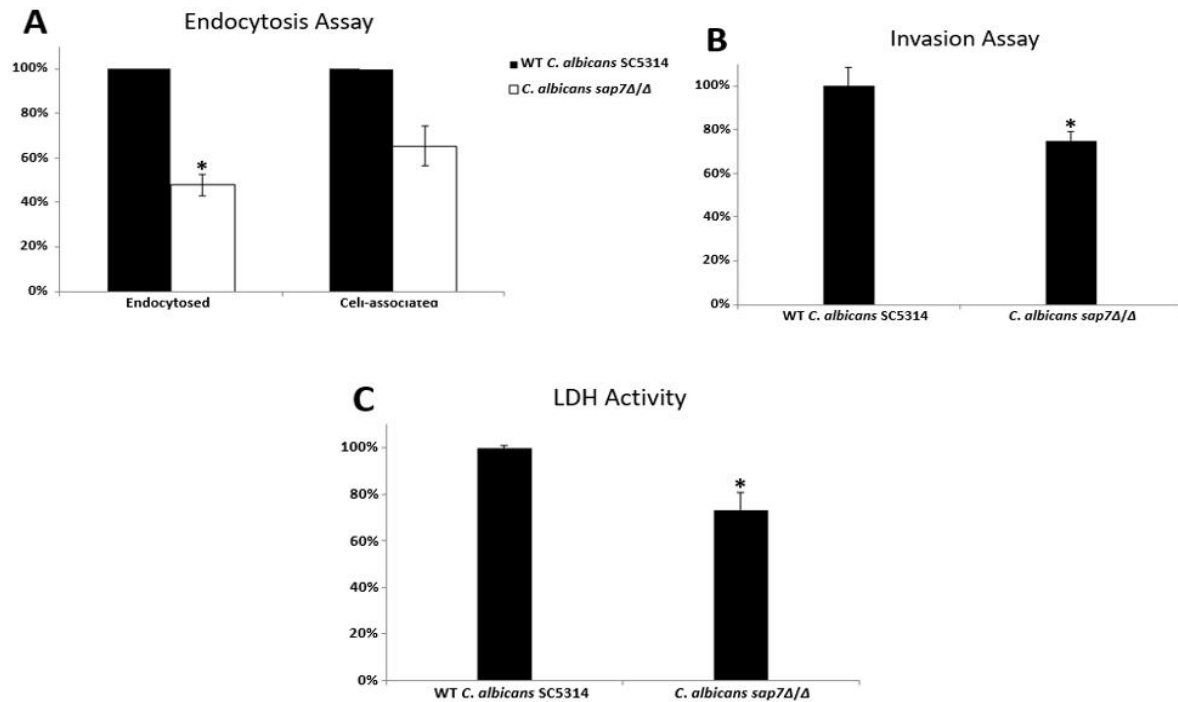 A
Endocytosis Assay
100%
80%
60%
40%
20%
0%
*
Endocytosed
Cell-associated
WT C. albicans SC5314
C. albicans sap7Δ/Δ
B
Invasion Assay
100%
80%
60%
40%
20%
0%
*
WT C. albicans SC5314
C. albicans sap7Δ/Δ
C
LDH Activity
100%
80%
60%
40%
20%
0%
*
WT C. albicans SC5314
C. albicans sap7Δ/Δ